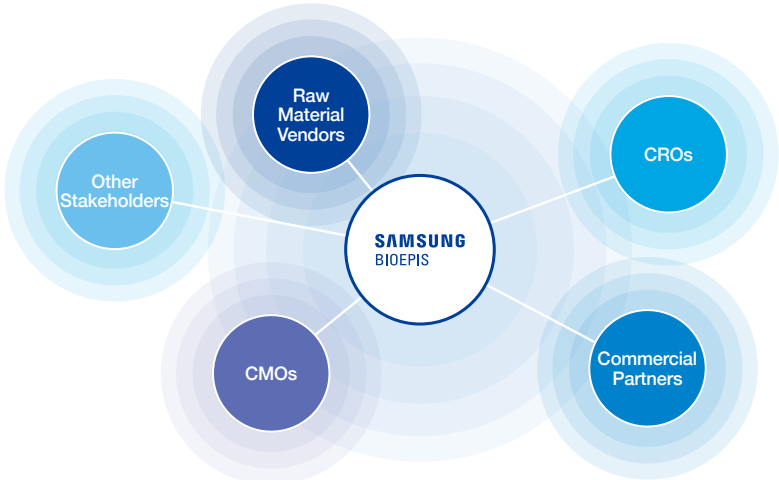 Raw
Material
Vendors
CROs
Other
Stakeholders
SAMSUNG
BIOEPIS
CMOs
Commercial
Partners